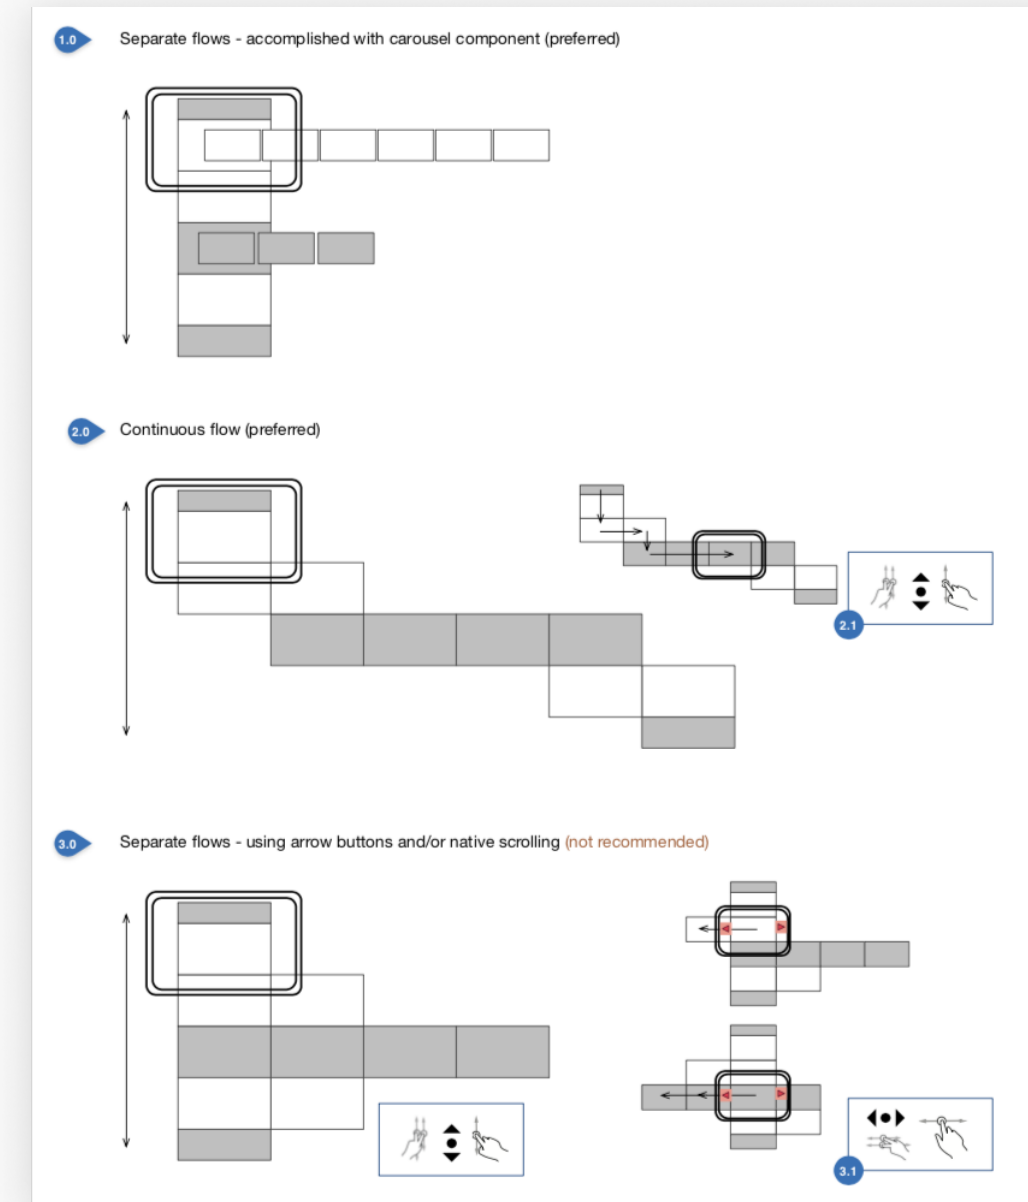 1.0
Separate flows - accomplished with carousel component (preferred)
2.0
Continuous flow (preferred)
2.1
3.0
Separate flows - using arrow buttons and/or native scrolling (not recommended)
3.1